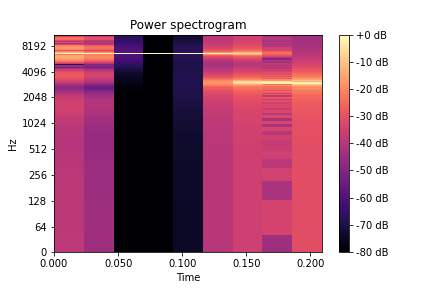 Power spectrogram
8192
4096
2048
1024
512
256
128
64
0
Hz
0.000 0.050 0.100 0.150 0.200
Time
+0 dB
-10 dB
-20 dB
-30 dB
-40 dB
-50 dB
-60 dB
-70 dB
-80 dB